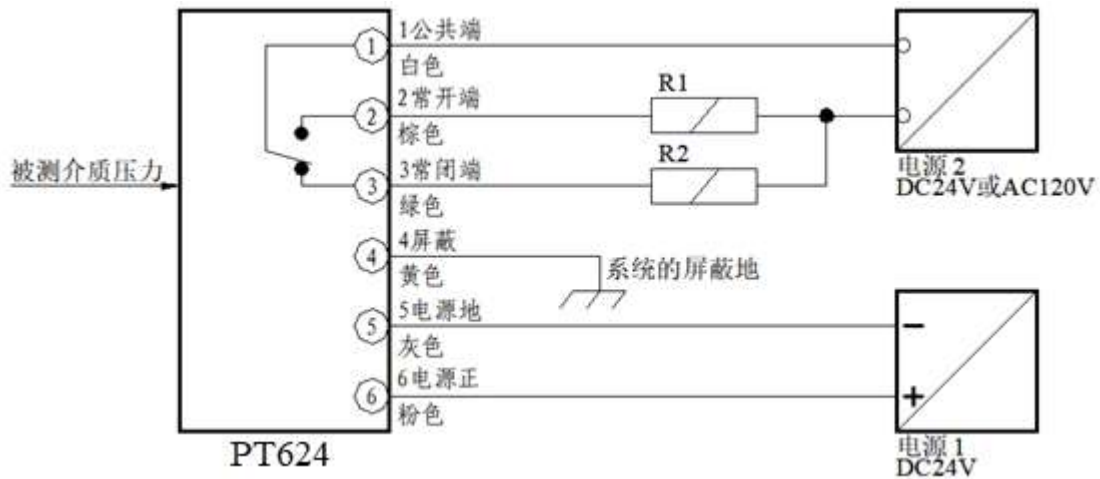 1公共端
1
白色
2常开端
2
棕色
R1
电源 2
DC24V或AC120V
被测介质压力
3常闭端
3
绿色
R2
4屏蔽
4
黄色
系统的屏蔽地
5电源地
5
灰色
−
6电源正
6
粉色
+
电源 1
DC24V
PT624